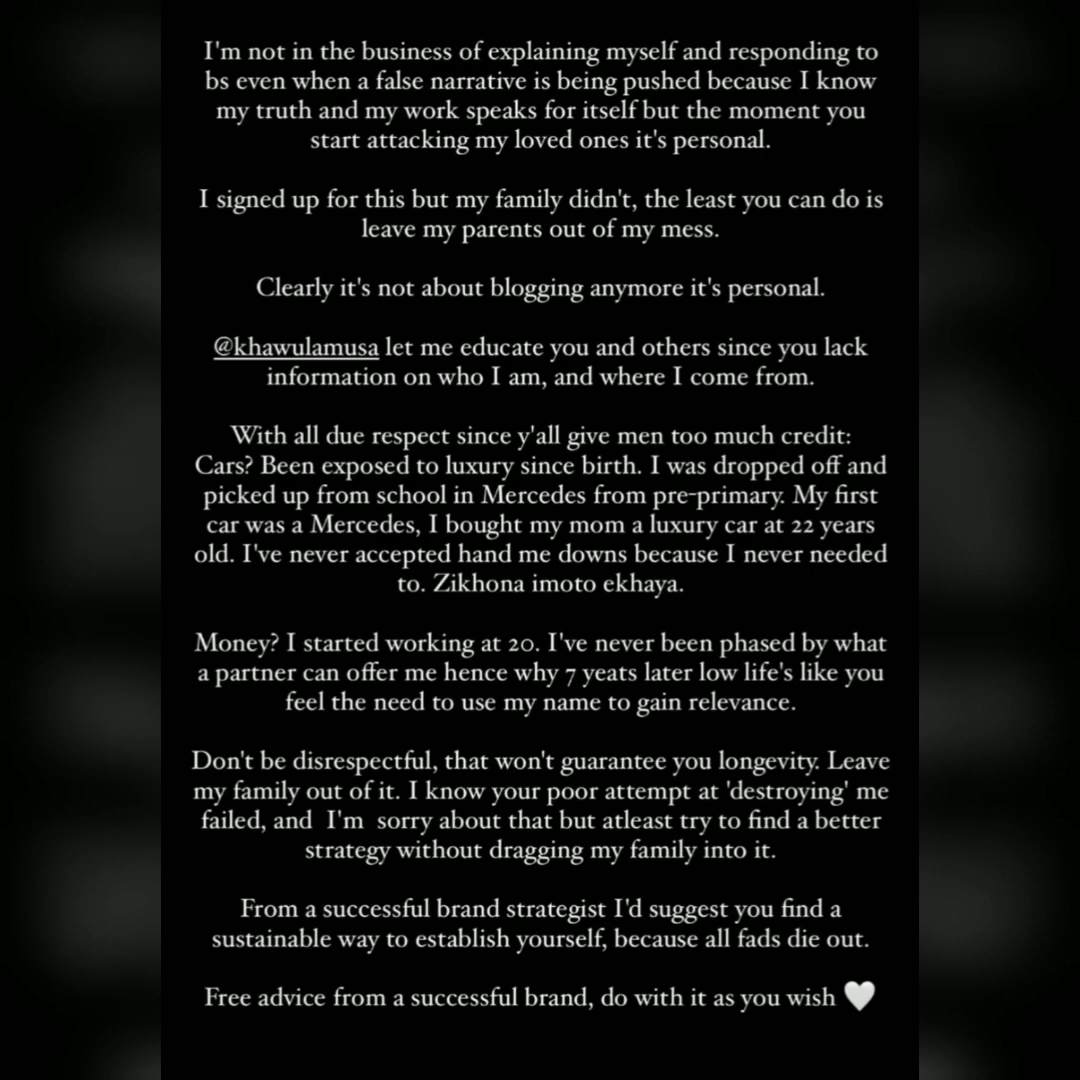 I'm not in the business of explaining myself and responding to
bs even when a false narrative is being pushed because I know
my truth and my work speaks for itself but the moment you
start attacking my loved ones it's personal.
I signed up for this but my family didn't, the least you can do is
leave my parents out of my mess.
Clearly it's not about blogging anymore it's personal.
@khawulamusa let me educate you and others since you lack
information on who I am, and where I come from.
With all due respect since y'all give men too much credit:
Cars? Been exposed to luxury since birth. I was dropped off and
picked up from school in Mercedes from pre-primary. My first
car was a Mercedes, I bought my mom a luxury car at 22 years
old. I've never accepted hand me downs because I never needed
to. Zikhona imoto ekhaya.
Money? I started working at 20. I've never been phased by what
a partner can offer me hence why 7 yeats later low life's like you
feel the need to use my name to gain relevance.
Don't be disrespectful, that won't guarantee you longevity. Leave
my family out of it. I know your poor attempt at 'destroying' me
failed, and  I'm  sorry about that but atleast try to find a better
strategy without dragging my family into it.
From a successful brand strategist I'd suggest you find a
sustainable way to establish yourself, because all fads die out.
Free advice from a successful brand, do with it as you wish 🤍